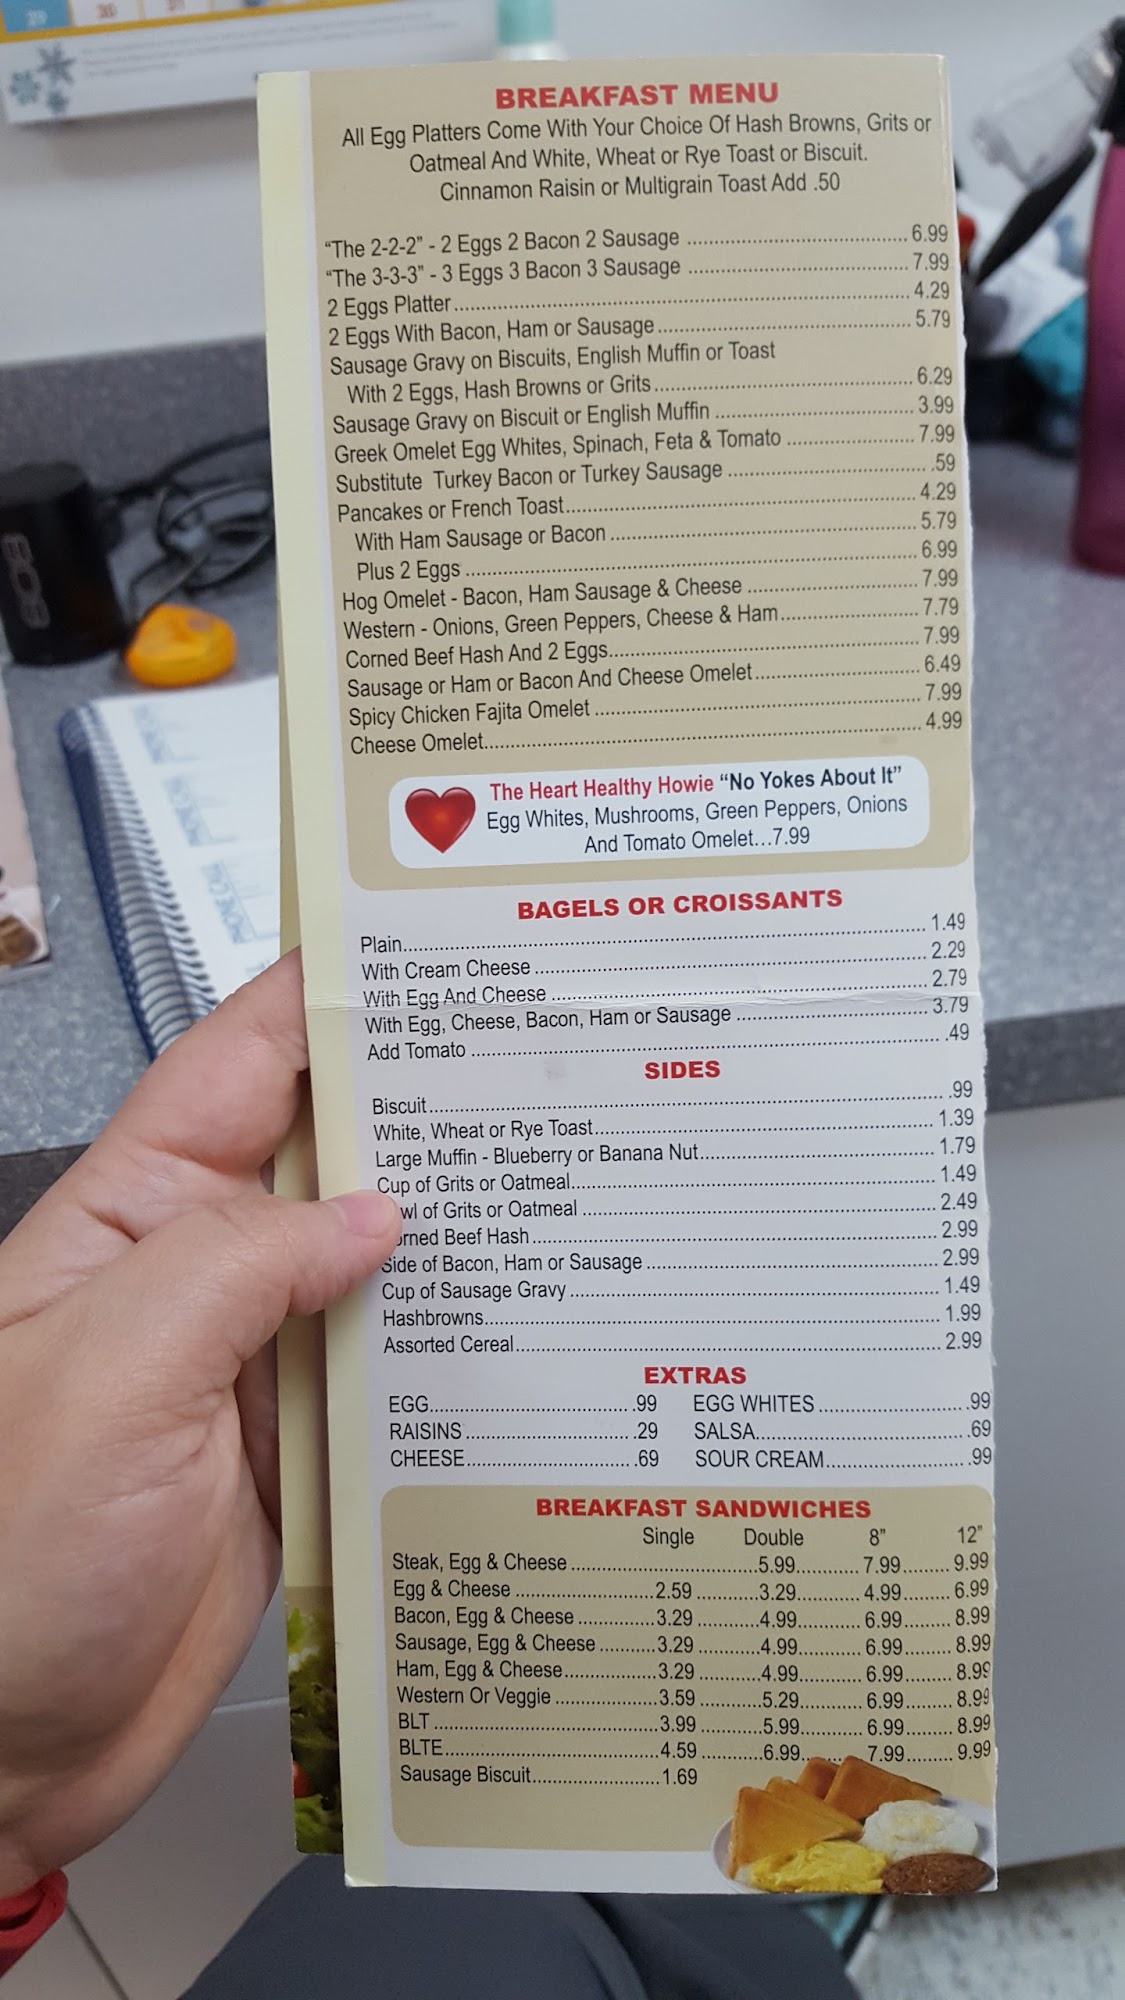 BREAKFAST MENU
All Egg Platters Come With Your Choice Of Hash Browns, Grits or
Oatmeal And White, Wheat or Rye Toast or Biscuit.
Cinnamon Raisin or Multigrain Toast Add .50
“The 2-2-2” - 2 Eggs 2 Bacon 2 Sausage 6.99
“The 3-3-3” - 3 Eggs 3 Bacon 3 Sausage 7.99
2 Eggs Platter 4.29
2 Eggs With Bacon, Ham or Sausage 5.79
Sausage Gravy on Biscuits, English Muffin or Toast
With 2 Eggs, Hash Browns or Grits 6.29
Sausage Gravy on Biscuit or English Muffin 3.99
Greek Omelet Egg Whites, Spinach, Feta & Tomato 7.99
Substitute Turkey Bacon or Turkey Sausage .59
Pancakes or French Toast 4.29
With Ham Sausage or Bacon 5.79
Plus 2 Eggs 6.99
Hog Omelet - Bacon, Ham Sausage & Cheese 7.99
Western - Onions, Green Peppers, Cheese & Ham 7.79
Corned Beef Hash And 2 Eggs 7.99
Sausage or Ham or Bacon And Cheese Omelet 6.49
Spicy Chicken Fajita Omelet 7.99
Cheese Omelet 4.99
The Heart Healthy Howie “No Yokes About It”
Egg Whites, Mushrooms, Green Peppers, Onions
And Tomato Omelet...7.99
BAGELS OR CROISSANTS
Plain 1.49
With Cream Cheese 2.29
With Egg And Cheese 2.79
With Egg, Cheese, Bacon, Ham or Sausage 3.79
Add Tomato .49
SIDES
Biscuit .99
White, Wheat or Rye Toast 1.39
Large Muffin - Blueberry or Banana Nut 1.79
Cup of Grits or Oatmeal 1.49
wl of Grits or Oatmeal 2.49
orned Beef Hash 2.99
Side of Bacon, Ham or Sausage 2.99
Cup of Sausage Gravy 1.49
Hashbrowns 1.99
Assorted Cereal 2.99
EXTRAS
EGG .99 EGG WHITES .99
RAISINS .29 SALSA .69
CHEESE .69 SOUR CREAM .99
BREAKFAST SANDWICHES
Single Double 8” 12”
Steak, Egg & Cheese 5.99 7.99 9.99
Egg & Cheese 2.59 3.29 4.99 6.99
Bacon, Egg & Cheese 3.29 4.99 6.99 8.99
Sausage, Egg & Cheese 3.29 4.99 6.99 8.99
Ham, Egg & Cheese 3.29 4.99 6.99 8.99
Western Or Veggie 3.59 5.29 6.99 8.99
BLT 3.99 5.99 6.99 8.99
BLTE 4.59 6.99 7.99 9.99
Sausage Biscuit 1.69